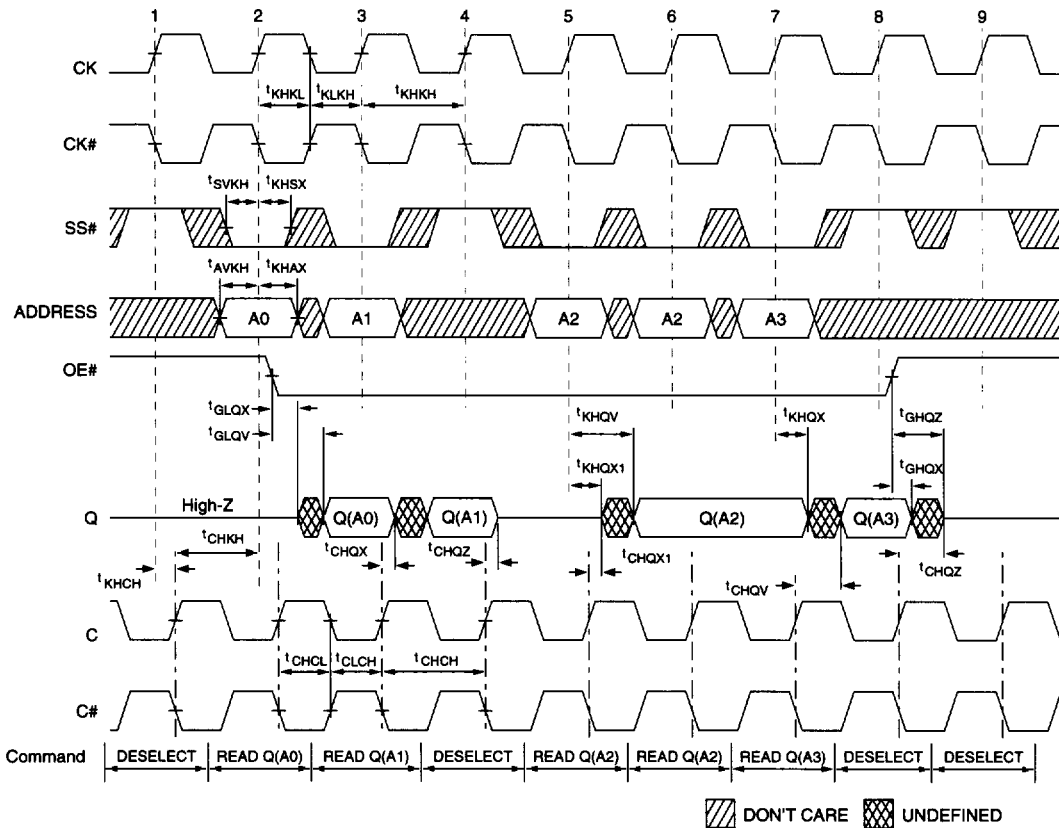 1 2 3 4 5 6 7 8 9
CK
tKHKL tKLKH tKHKH
CK#
tSVKH tKHSX
SS#
tAVKH tKHAX
ADDRESS A0 A1 A2 A2 A3
OE#
tGLQX tKHQV tKHQX tGHQZ
tGLQV
tKHQX1 tGHQX
High-Z
Q Q(A0) Q(A1) Q(A2) Q(A3)
tCHKH tCHQX tCHQZ tCHQX1 tCHQZ
tKHCH tCHQV
C
tCHCL tCLCH tCHCH
C#
Command DESELECT READ Q(A0) READ Q(A1) DESELECT READ Q(A2) READ Q(A2) READ Q(A3) DESELECT DESELECT
DON'T CARE UNDEFINED